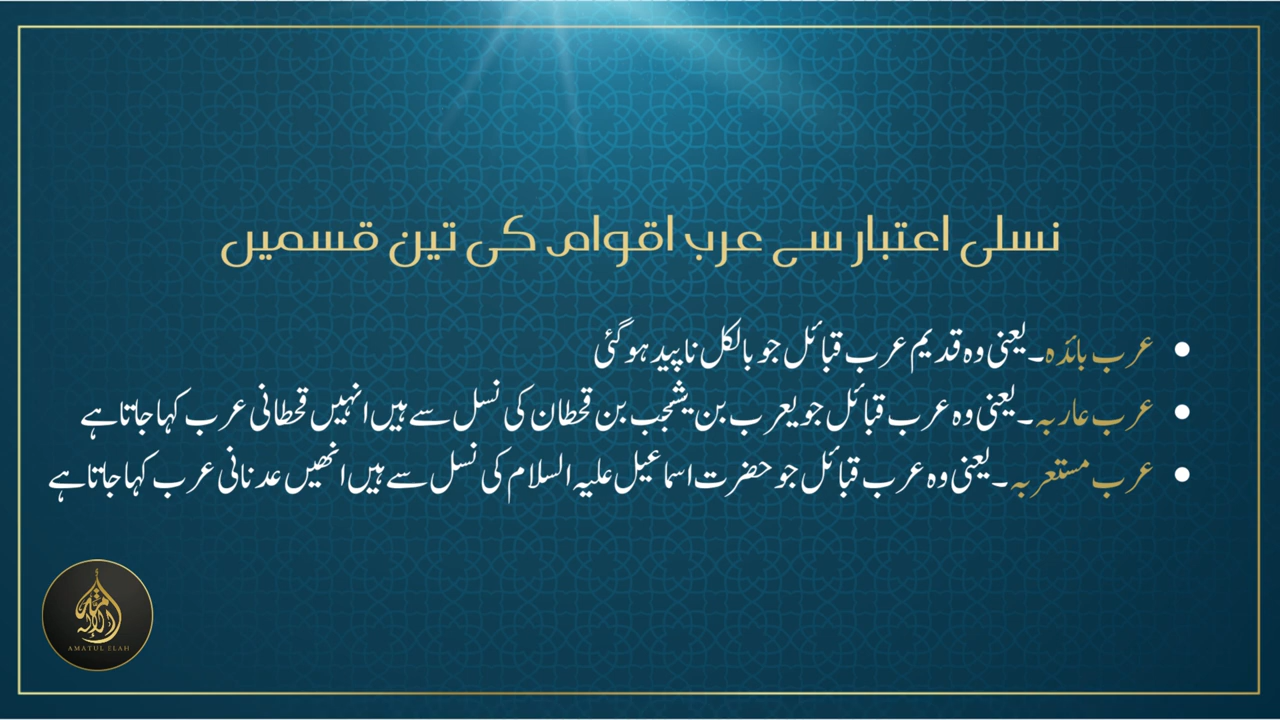 نسلی اعتبار سے عرب اقوام کی تین قسمیں
• عرب بائدہ۔ یعنی وہ قدیم عرب قبائل جو بالکل ناپید ہوگئی
• عرب عاربہ۔ یعنی وہ عرب قبائل جو یعرب بن یشجب بن قحطان کی نسل سے ہیں انہیں قحطانی عرب کہا جاتا ہے
• عرب مستعربہ۔ یعنی وہ عرب قبائل جو حضرت اسماعیل علیہ السلام کی نسل سے ہیں انھیں عدنانی عرب کہا جاتا ہے
AMATUL ELAH